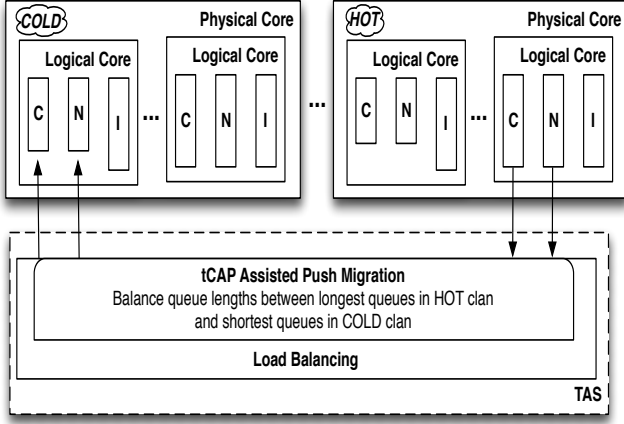 COLD
Physical Core
Logical Core
C N I
...
Logical Core
C N I
...
HOT
Physical Core
Logical Core
C N I
...
Logical Core
C N I
tCAP Assisted Push Migration
Balance queue lengths between longest queues in HOT clan
and shortest queues in COLD clan
Load Balancing
TAS